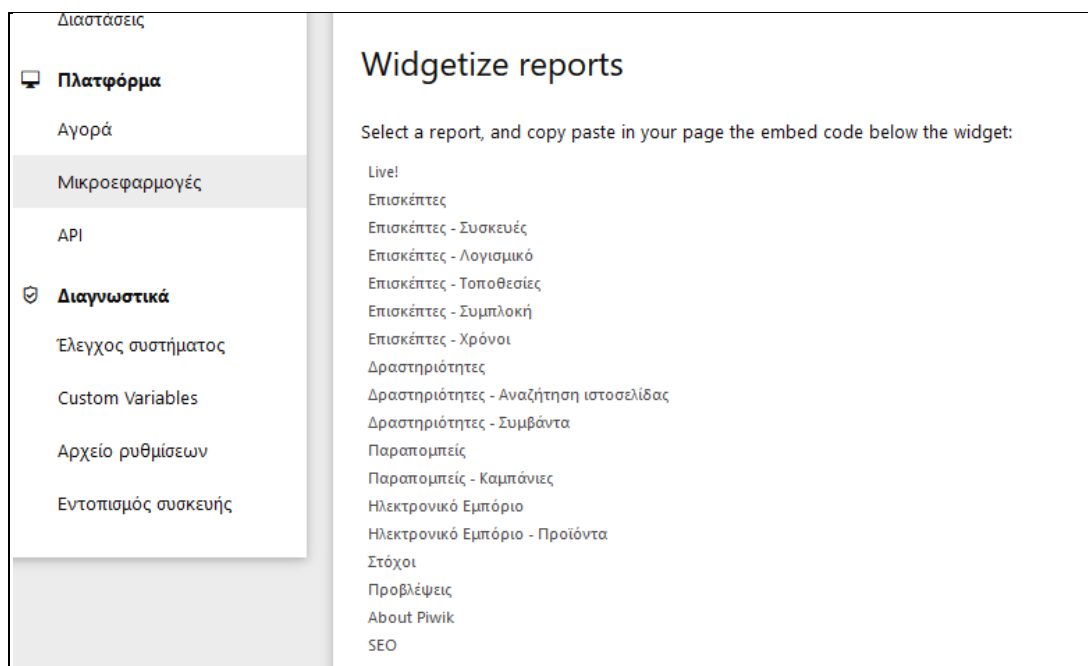 Διαστάσεις
Πλατφόρμα
Αγορά
Μικροεφαρμογές
API
Διαγνωστικά
Έλεγχος συστήματος
Custom Variables
Αρχείο ρυθμίσεων
Εντοπισμός συσκευής
Widgetize reports
Select a report, and copy paste in your page the embed code below the widget:
Live!
Επισκέπτες
Επισκέπτες - Συσκευές
Επισκέπτες - Λογισμικό
Επισκέπτες - Τοποθεσίες
Επισκέπτες - Συμπλοκή
Επισκέπτες - Χρόνοι
Δραστηριότητες
Δραστηριότητες - Αναζήτηση ιστοσελίδας
Δραστηριότητες - Συμβάντα
Παραπομπείς
Παραπομπείς - Καμπάνιες
Ηλεκτρονικό Εμπόριο
Ηλεκτρονικό Εμπόριο - Προϊόντα
Στόχοι
Προβλέψεις
About Piwik
SEO